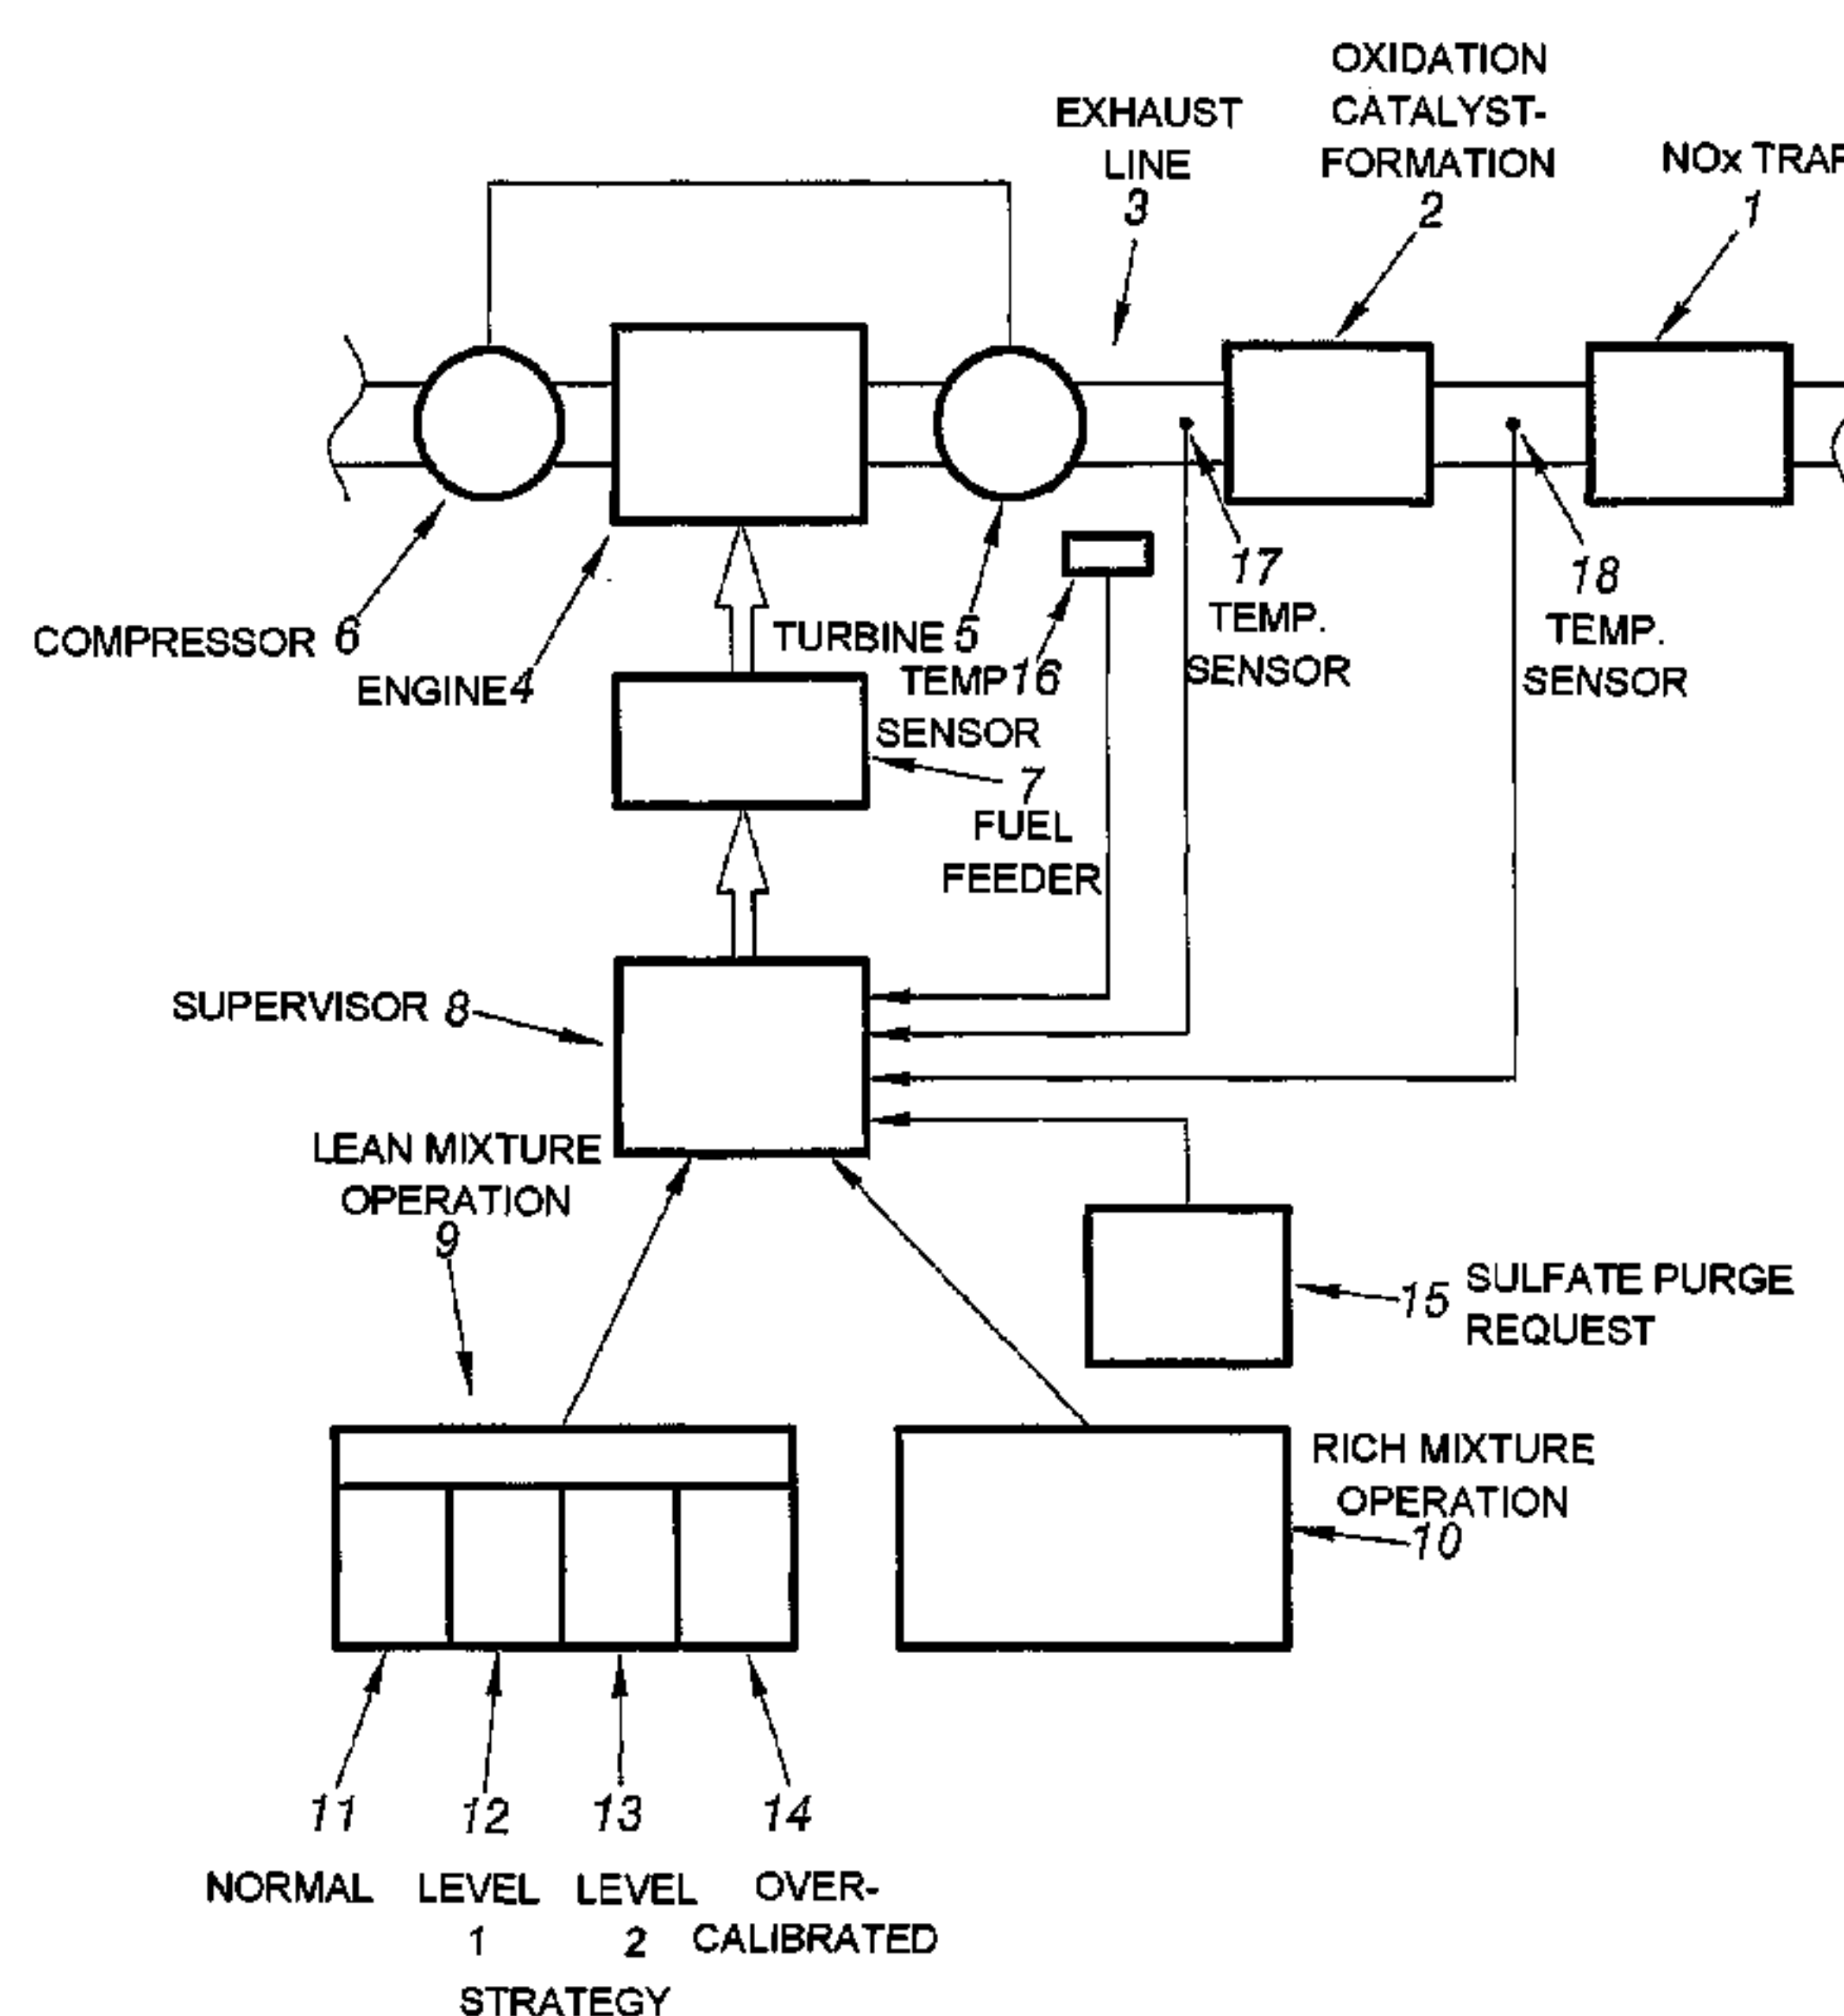 OXIDATION
CATALYST-
FORMATION
2
EXHAUST
LINE
3
NOx TRAP
1
COMPRESSOR 6
ENGINE 4
TURBINE 5
TEMP 16
SENSOR
17
TEMP.
SENSOR
18
TEMP.
SENSOR
7
FUEL
FEEDER
SUPERVISOR 8
LEAN MIXTURE
OPERATION
9
15 SULFATE PURGE
REQUEST
RICH MIXTURE
OPERATION
10
11 12 13 14
NORMAL LEVEL LEVEL OVER-
1 2 CALIBRATED
STRATEGY